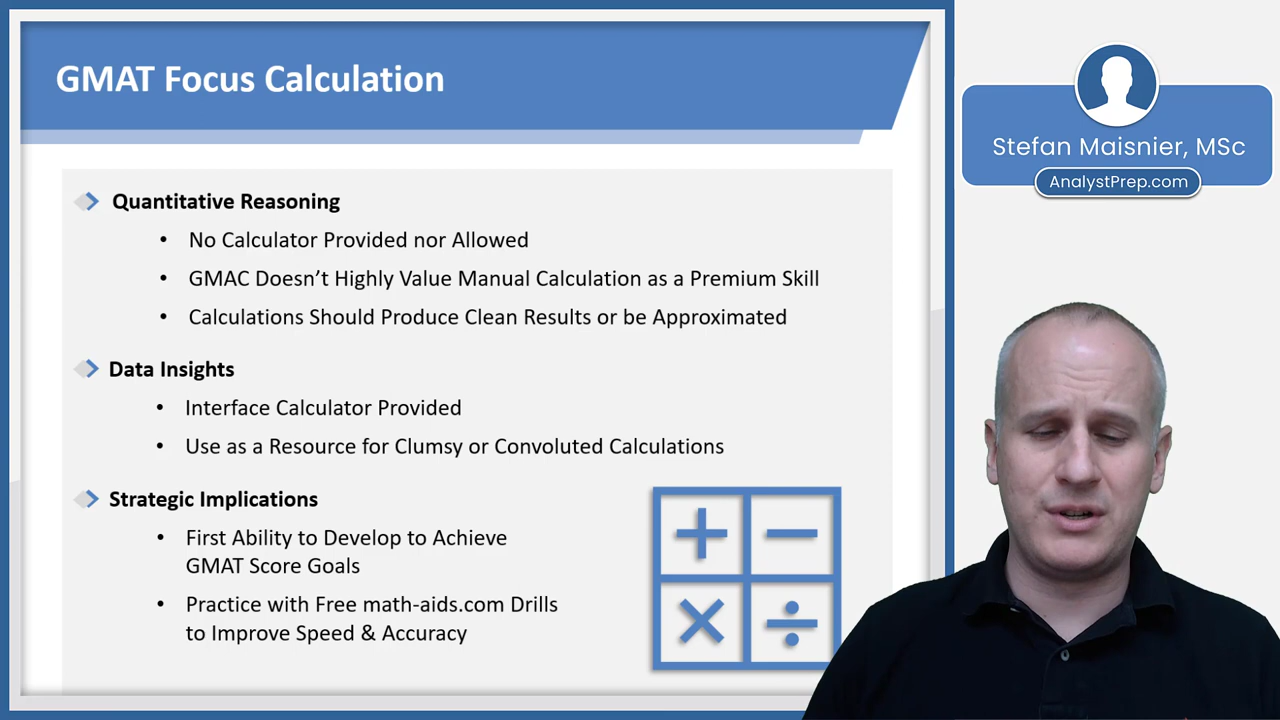 GMAT Focus Calculation
Quantitative Reasoning
• No Calculator Provided nor Allowed
• GMAC Doesn’t Highly Value Manual Calculation as a Premium Skill
• Calculations Should Produce Clean Results or be Approximated
Data Insights
• Interface Calculator Provided
• Use as a Resource for Clumsy or Convoluted Calculations
Strategic Implications
• First Ability to Develop to Achieve
GMAT Score Goals
• Practice with Free math-aids.com Drills
to Improve Speed & Accuracy
+ −
× ÷
Stefan Maisnier, MSc
AnalystPrep.com